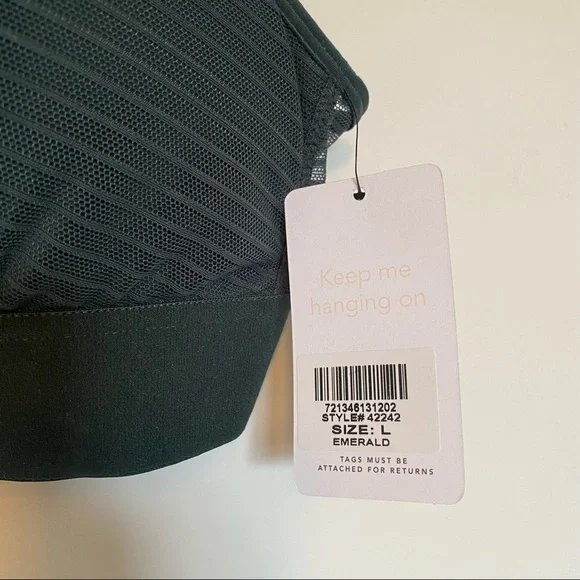 Keep me
hanging on
721346131202
STYLE# 42242
SIZE: L
EMERALD
TAGS MUST BE
ATTACHED FOR RETURNS